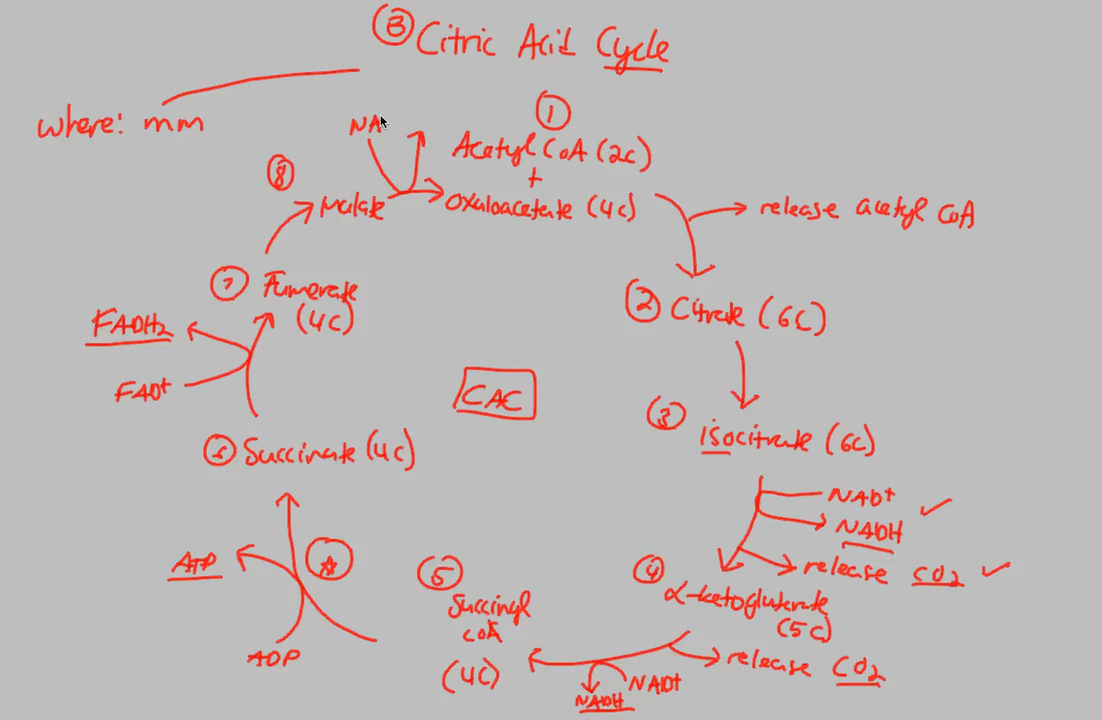 ③ Citric Acid Cycle
where: mm
NA
①
Acetyl CoA (2C)
+
Oxaloacetate (4C)
release acetyl CoA
⑧
Malate
② Citrate (6C)
⑦ Fumerate
(4C)
FADH2
FAD+
CAC
③ isocitrate (6C)
NAD+
NADH
release CO2
⑥ Succinate (4C)
ATP
ADP
⑤
Succinyl
CoA
(4C)
④
α-ketogluterate
(5C)
release CO2
NAD+
NADH